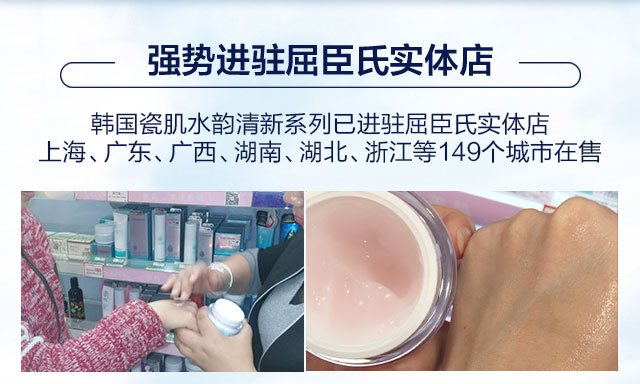 强势进驻屈臣氏实体店
韩国瓷肌水韵清新系列已进驻屈臣氏实体店
上海、广东、广西、湖南、湖北、浙江等149个城市在售